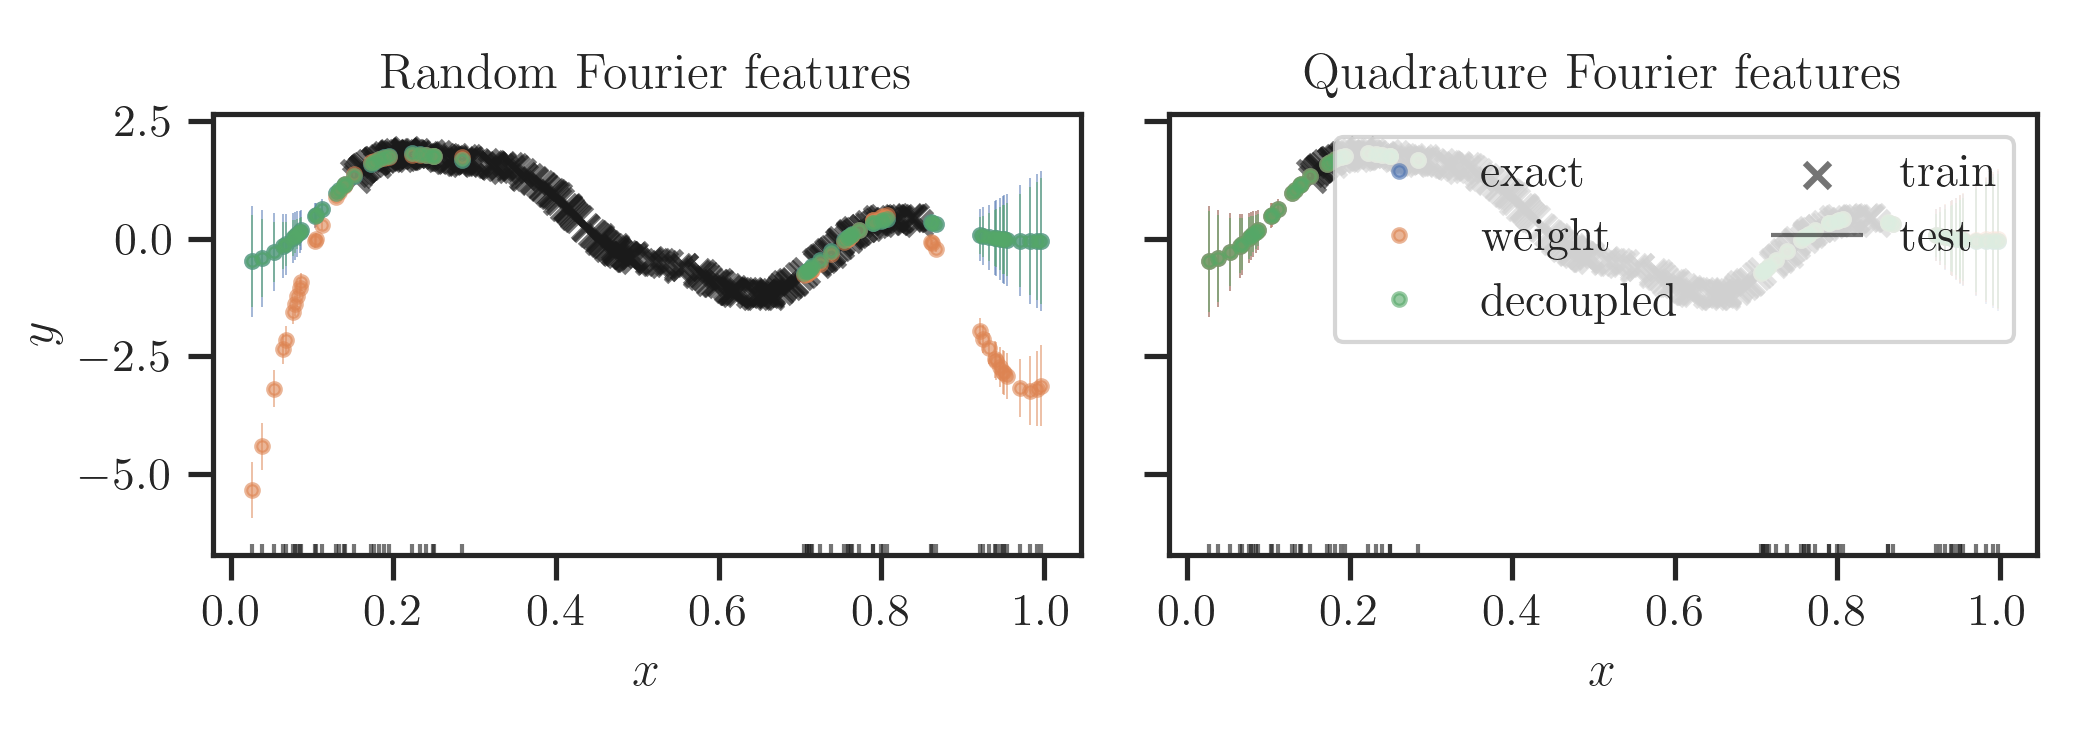 Random Fourier features
2.5
0.0
−2.5
−5.0
y
0.0 0.2 0.4 0.6 0.8 1.0
x
Quadrature Fourier features
exact
weight
decoupled
train
test
0.0 0.2 0.4 0.6 0.8 1.0
x